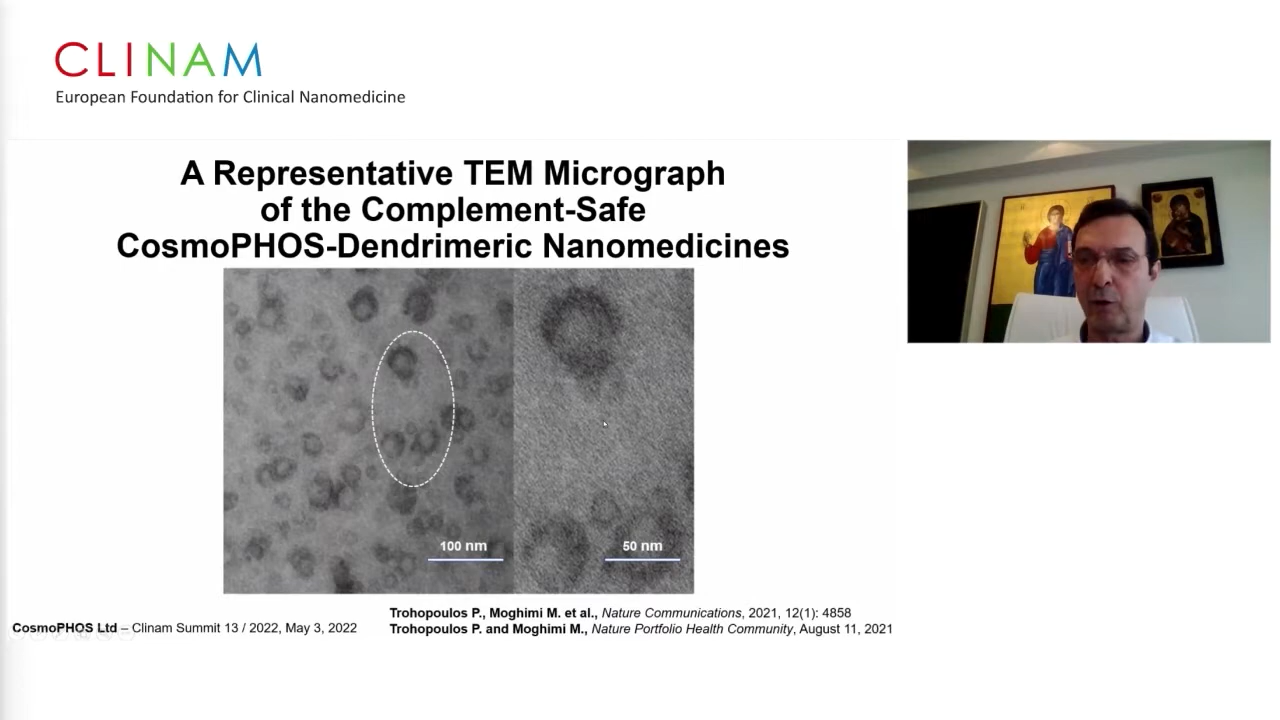 CLINAM
European Foundation for Clinical Nanomedicine
A Representative TEM Micrograph
of the Complement-Safe
CosmoPHOS-Dendrimeric Nanomedicines
100 nm
50 nm
Trohopoulos P., Moghimi M. et al., Nature Communications, 2021, 12(1): 4858
CosmoPHOS Ltd – Clinam Summit 13 / 2022, May 3, 2022
Trohopoulos P. and Moghimi M., Nature Portfolio Health Community, August 11, 2021